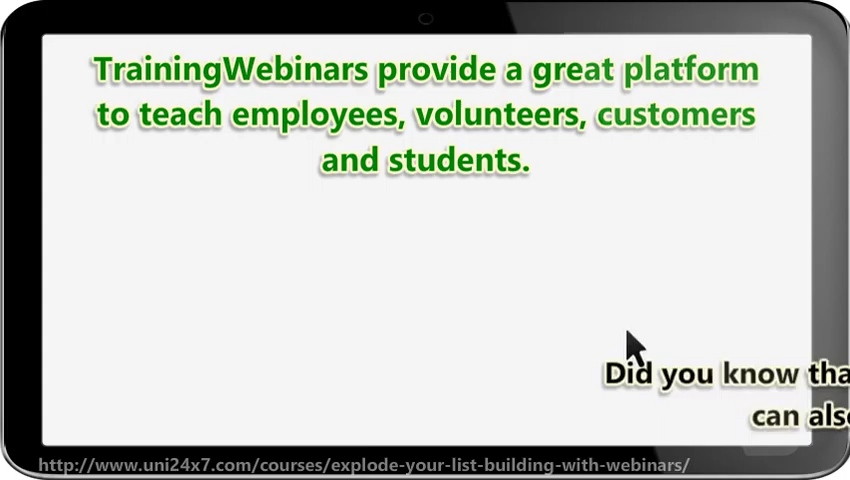 TrainingWebinars provide a great platform
to teach employees, volunteers, customers
and students.
Did you know
can
http://www.uni24x7.com/courses/explode-your-list-building-with-webinars/